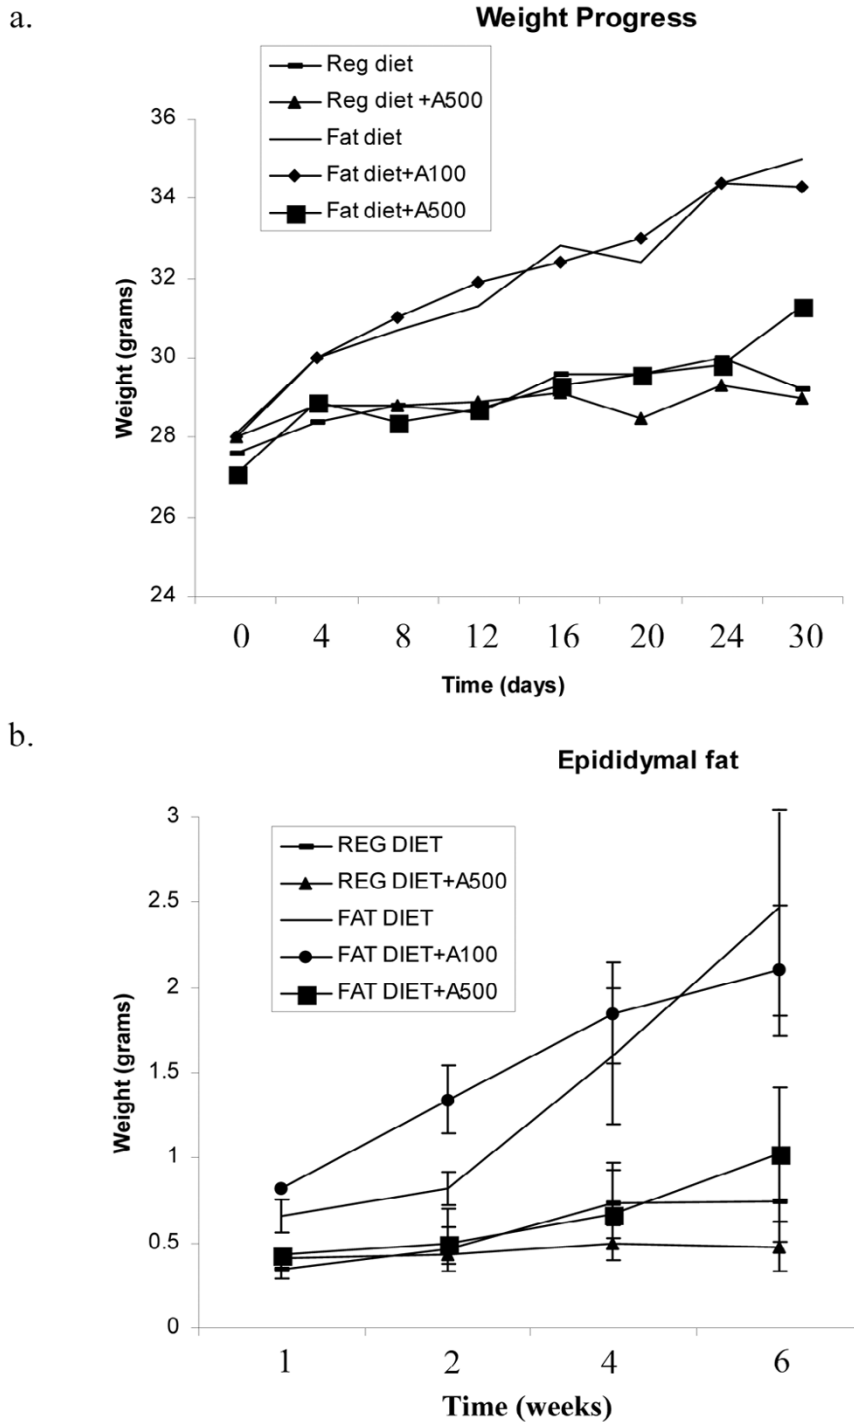 a.
Weight Progress
Reg diet
Reg diet +A500
Fat diet
Fat diet+A100
Fat diet+A500
36
34
32
30
28
26
24
Weight (grams)
0 4 8 12 16 20 24 30
Time (days)
b.
Epididymal fat
REG DIET
REG DIET+A500
FAT DIET
FAT DIET+A100
FAT DIET+A500
3
2.5
2
1.5
1
0.5
0
Weight (grams)
1 2 4 6
Time (weeks)